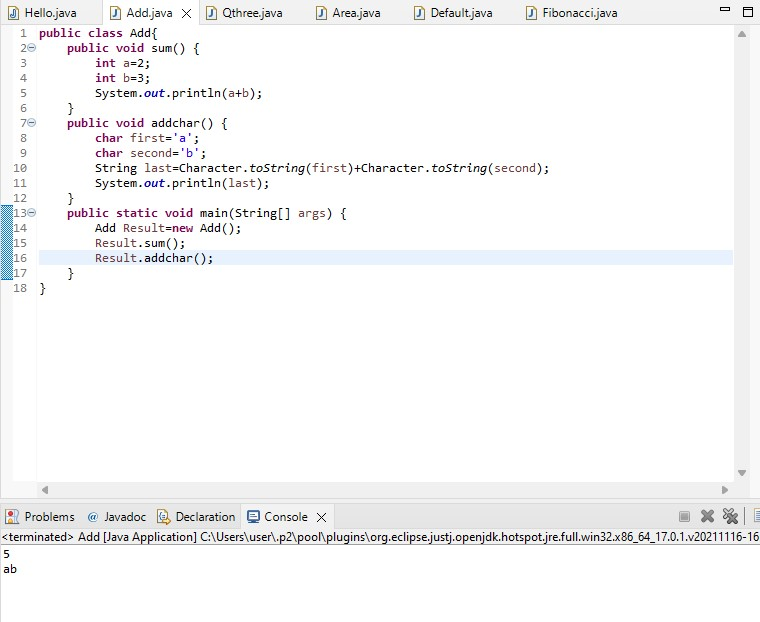 Hello.java Add.java Qthree.java Area.java Default.java Fibonacci.java
1 public class Add{
2 public void sum() {
3 int a=2;
4 int b=3;
5 System.out.println(a+b);
6 }
7 public void addchar() {
8 char first='a';
9 char second='b';
10 String last=Character.toString(first)+Character.toString(second);
11 System.out.println(last);
12 }
13 public static void main(String[] args) {
14 Add Result=new Add();
15 Result.sum();
16 Result.addchar();
17 }
18 }
Problems @ Javadoc Declaration Console
<terminated> Add [Java Application] C:\Users\user\.p2\pool\plugins\org.eclipse.justj.openjdk.hotspot.jre.full.win32.x86_64_17.0.1.v20211116-16
5
ab